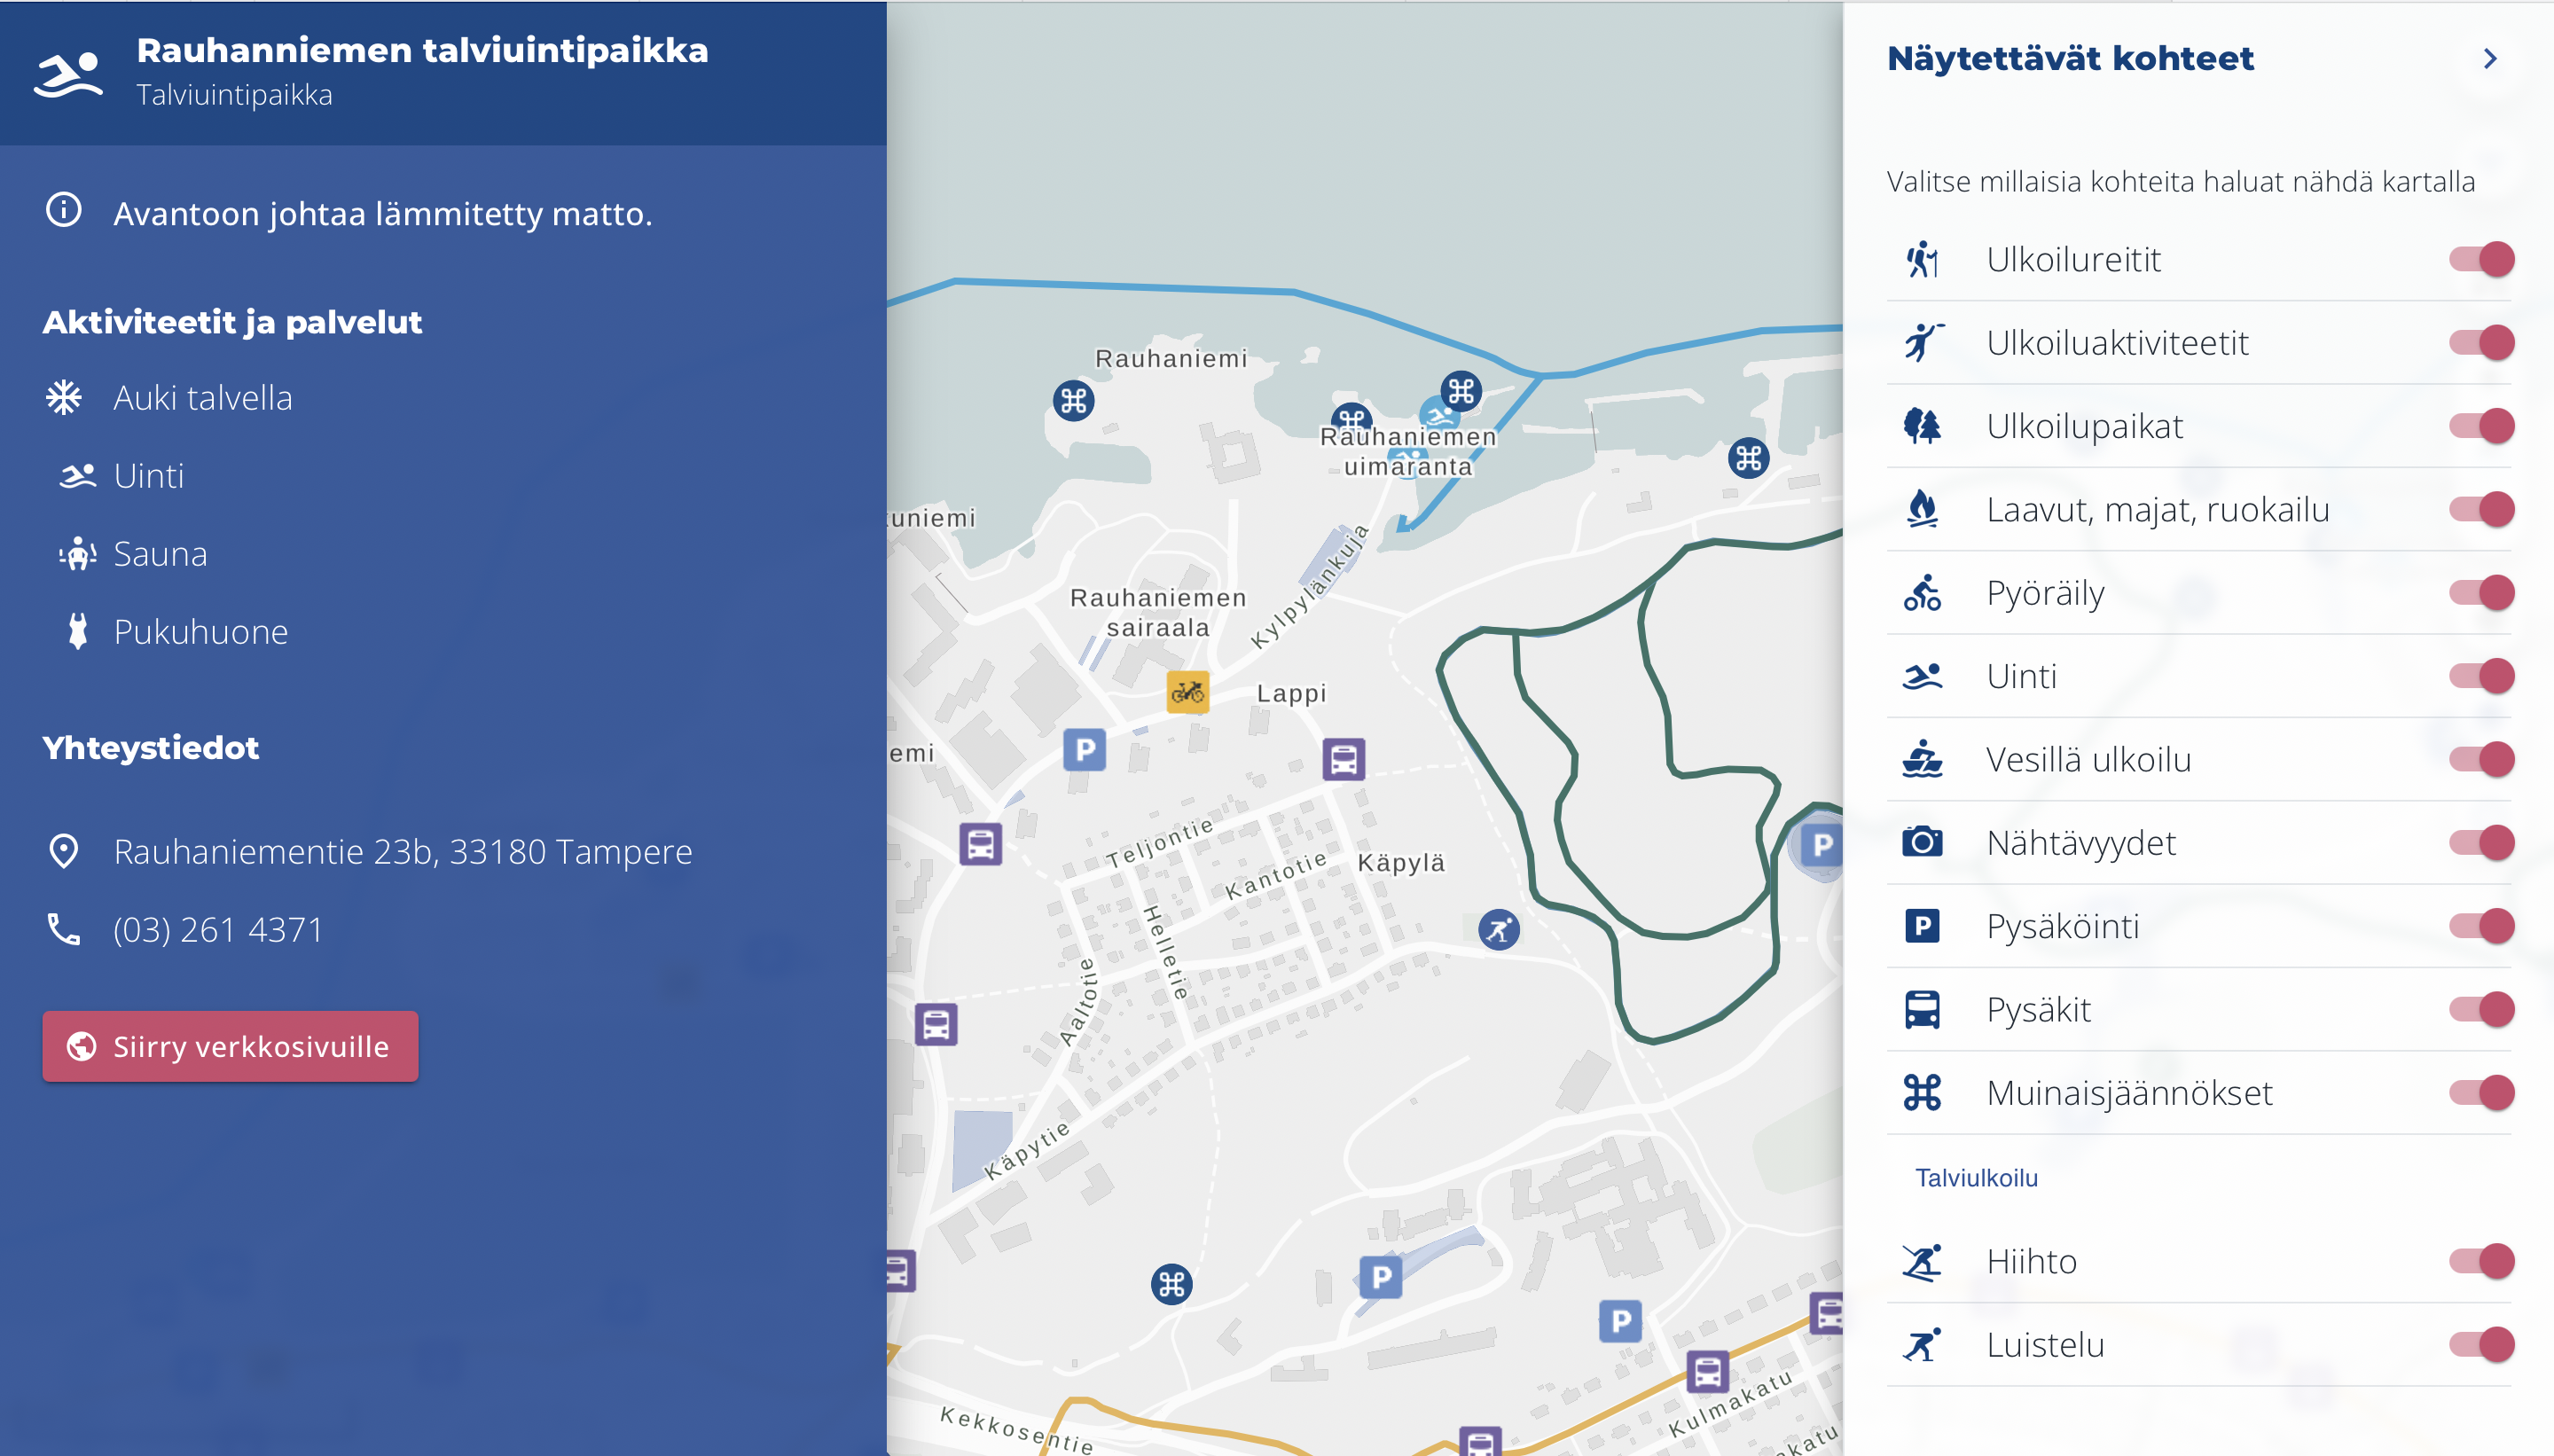 Rauhanniemen talviuintipaikka
Talviuintipaikka
Avantoon johtaa lämmitetty matto.
Aktiviteetit ja palvelut
Auki talvella
Uinti
Sauna
Pukuhuone
Yhteystiedot
Rauhaniementie 23b, 33180 Tampere
(03) 261 4371
Siirry verkkosivuille
Rauhaniemi
Rauhaniemen
uimaranta
uniemi
Kylpylänkuja
Rauhaniemen
sairaala
Lappi
emi
P
Teljontie
Kantotie
Käpylä
P
Helletie
Aaltotie
Käpytie
P
P
Kekkosentie
Kulmakatu
akatu
Näytettävät kohteet
Valitse millaisia kohteita haluat nähdä kartalla
Ulkoilureitit
Ulkoiluaktiviteetit
Ulkoilupaikat
Laavut, majat, ruokailu
Pyöräily
Uinti
Vesillä ulkoilu
Nähtävyydet
P Pysäköinti
Pysäkit
Muinaisjäännökset
Talviulkoilu
Hiihto
Luistelu